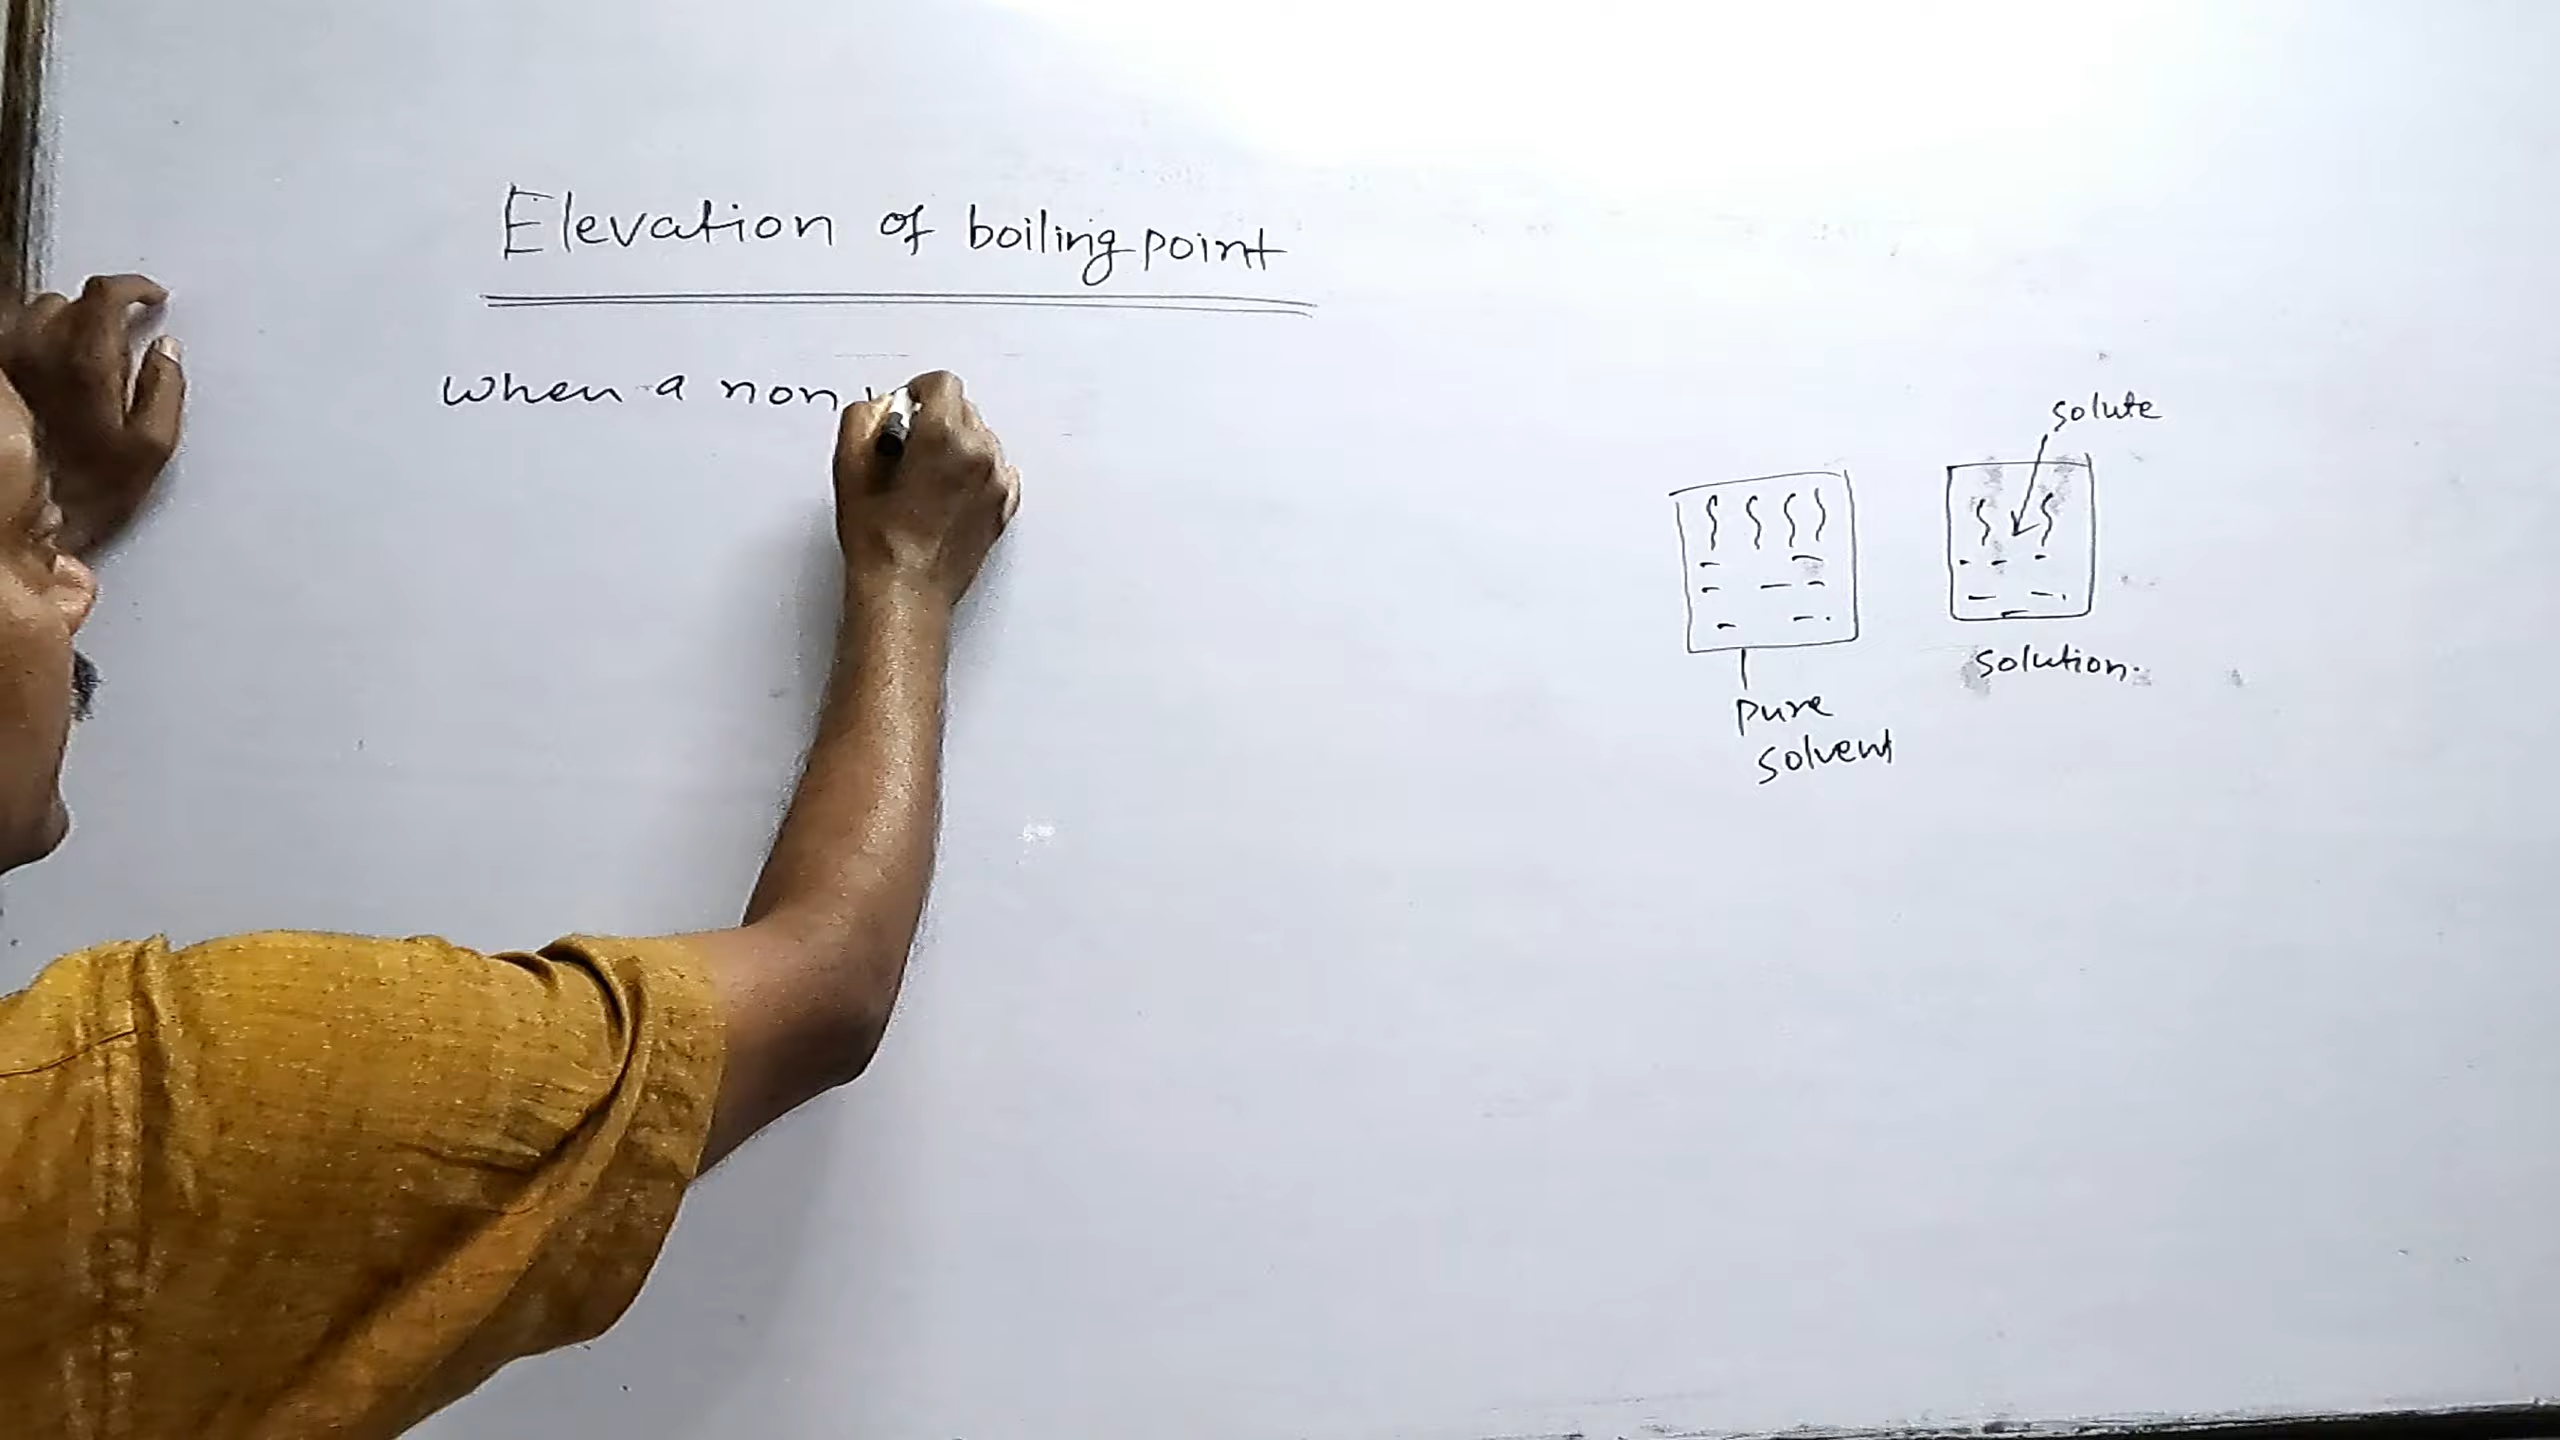 Elevation of boiling point
When a non
solute
solution.
pure
solvent